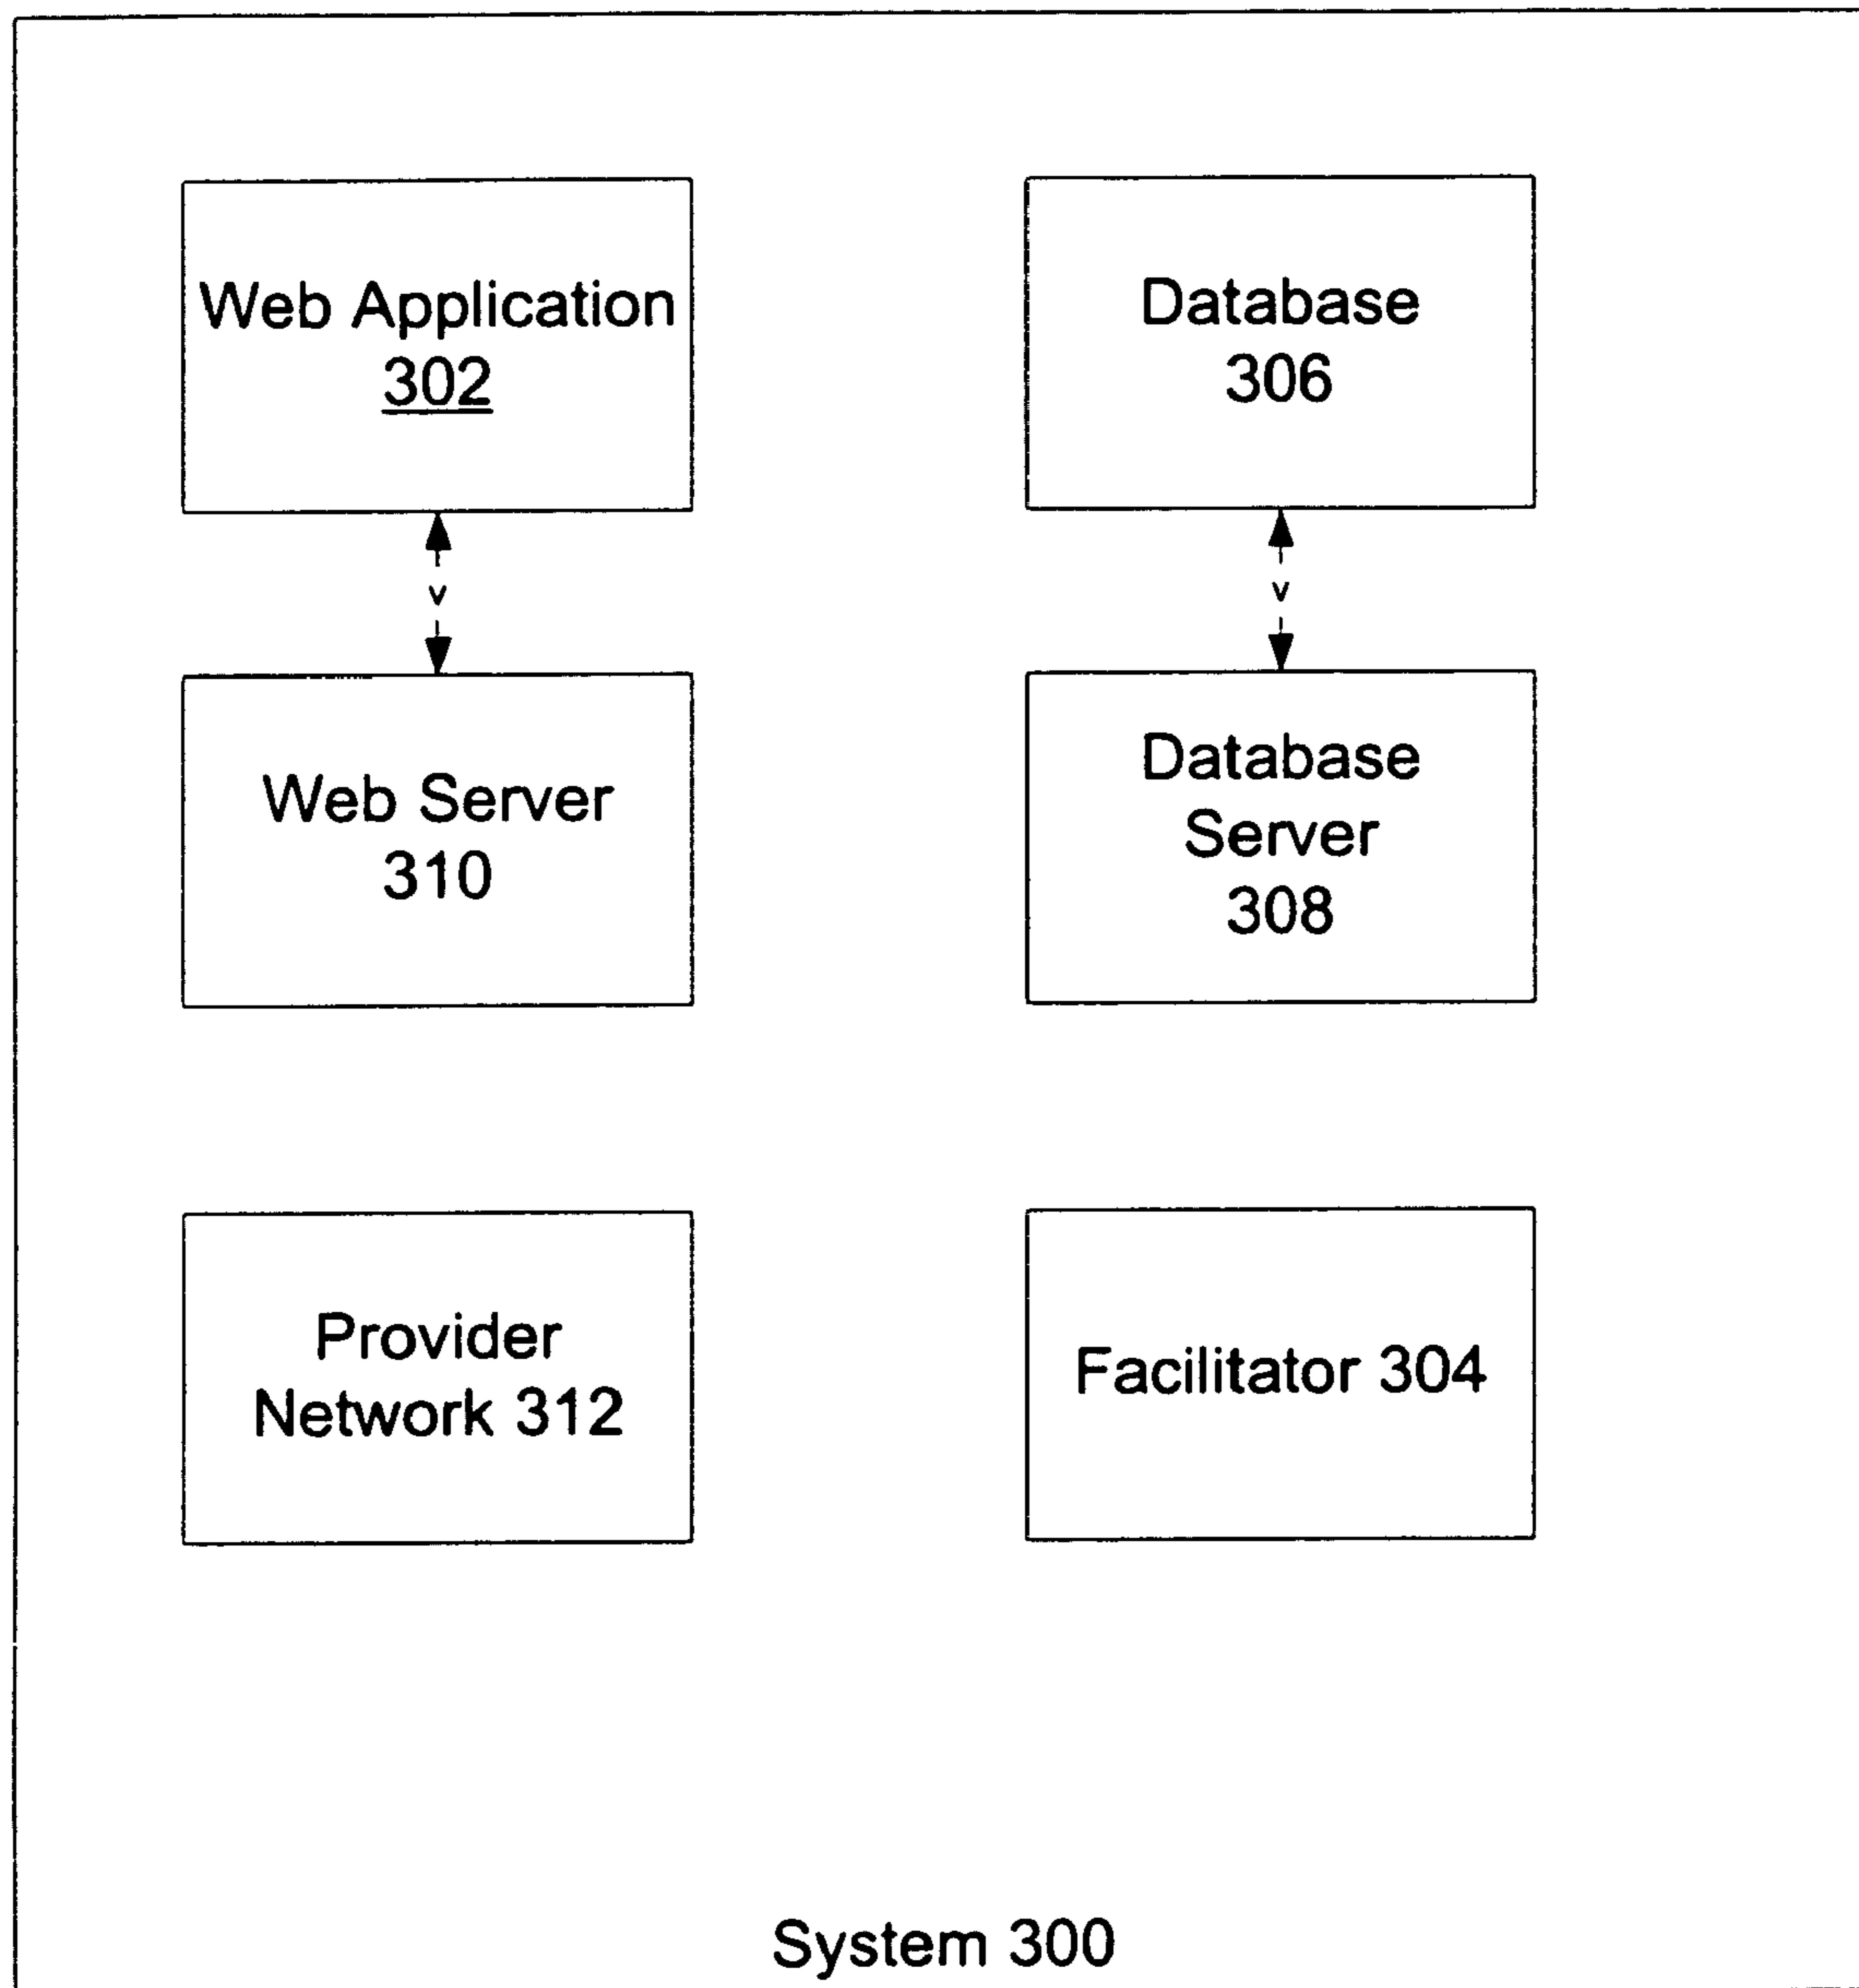 Web Application
302
Database
306
v
v
Web Server
310
Database
Server
308
Provider
Network 312
Facilitator 304
System 300